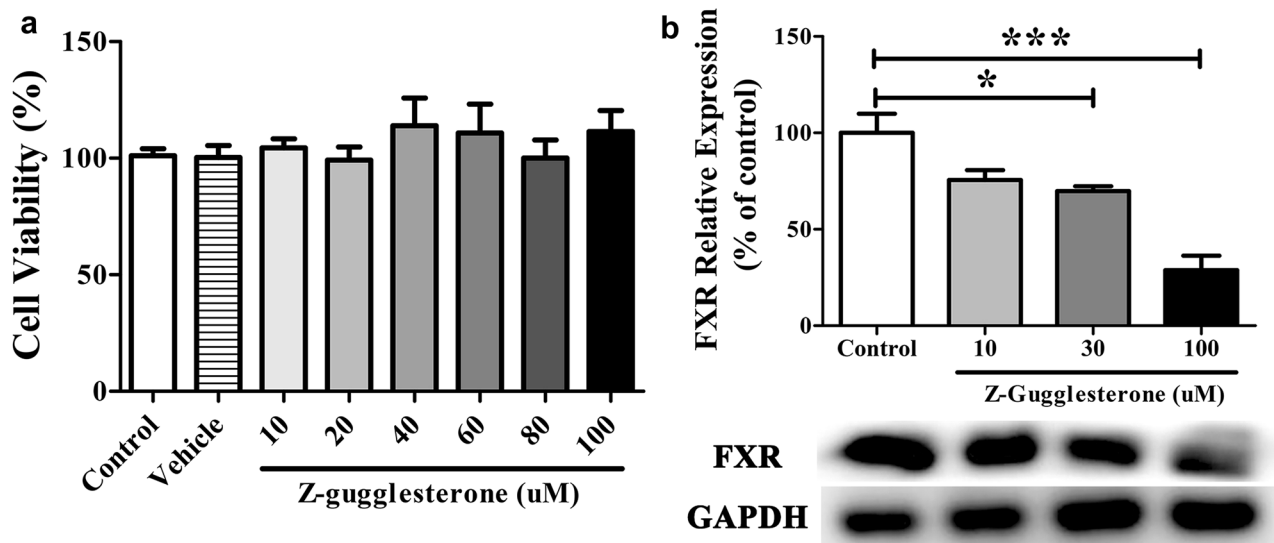 a
Cell Viability (%)
150
100
50
0
Control
Vehicle
10
20
40
60
80
100
Z-gugglesterone (uM)
b
FXR Relative Expression
(% of control)
150
100
50
0
***
*
Control
10
30
100
Z-Gugglesterone (uM)
FXR
GAPDH